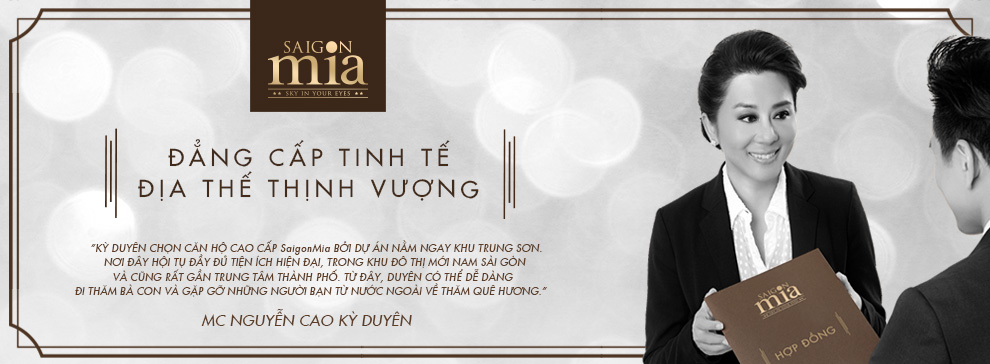 SAIGON
mia
SKY IN YOUR EYES
ĐẲNG CẤP TINH TẾ
ĐỊA THẾ THỊNH VƯỢNG
"KỲ DUYÊN CHỌN CĂN HỘ CAO CẤP SaigonMia BỞI DỰ ÁN NẰM NGAY KHU TRUNG SƠN.
NƠI ĐÂY HỘI TỤ ĐẦY ĐỦ TIỆN ÍCH HIỆN ĐẠI, TRONG KHU ĐÔ THỊ MỚI NAM SÀI GÒN
VÀ CŨNG RẤT GẦN TRUNG TÂM THÀNH PHỐ. TỪ ĐÂY, DUYÊN CÓ THỂ DỄ DÀNG
ĐI THĂM BÀ CON VÀ GẶP GỠ NHỮNG NGƯỜI BẠN TỪ NƯỚC NGOÀI VỀ THĂM QUÊ HƯƠNG."
MC NGUYỄN CAO KỲ DUYÊN
SAIGON
mia
HỢP ĐỒNG